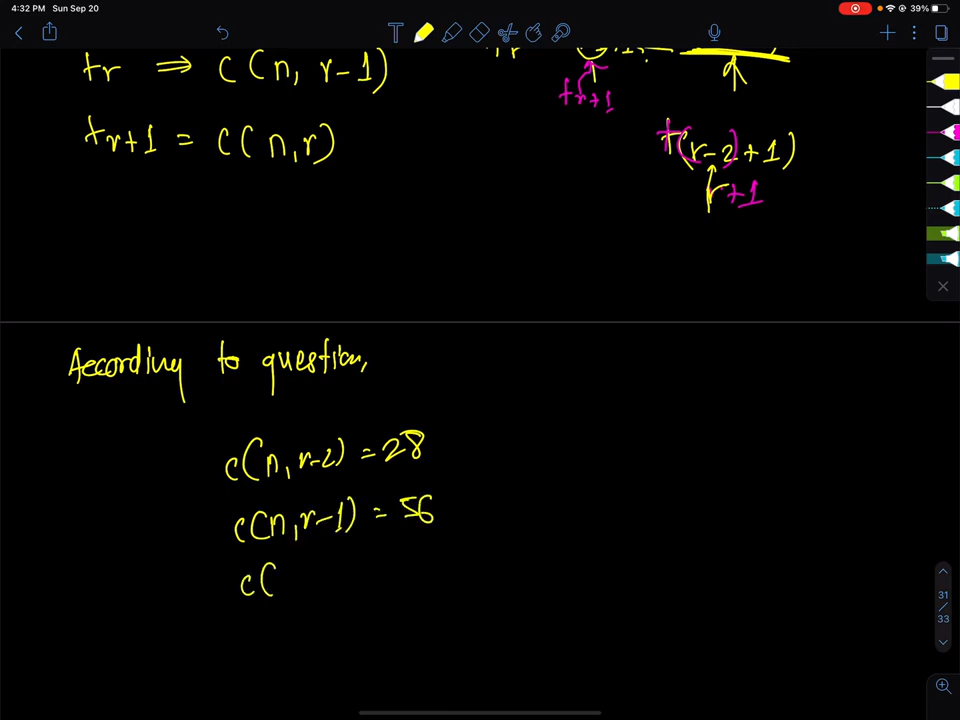 4:32 PM Sun Sep 20
39%
tr ⇒ c(n, r-1)
tr+1
tr+1 = c(n,r)
t(r-2+1)
r+1
According to question,
c(n, r-2) = 28
c(n, r-1) = 56
c(
31
/
33